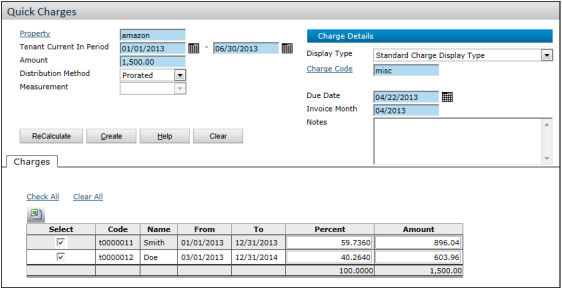 Quick Charges
Property amazon
Tenant Current In Period 01/01/2013 - 06/30/2013
Amount 1,500.00
Distribution Method Prorated
Measurement
Charge Details
Display Type Standard Charge Display Type
Charge Code misc
Due Date 04/22/2013
Invoice Month 04/2013
Notes
ReCalculate Create Help Clear
Charges
Check All Clear All
Select Code Name From To Percent Amount
t0000011 Smith 01/01/2013 12/31/2013 59.7360 896.04
t0000012 Doe 03/01/2013 12/31/2014 40.2640 603.96
100.0000 1,500.00